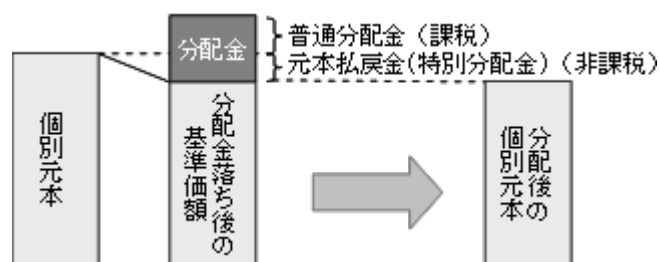 分配金
普通分配金（課税）
元本払戻金(特別分配金)（非課税）
個別元本
分配金落ち後の
基準価額
分配後の
個別元本